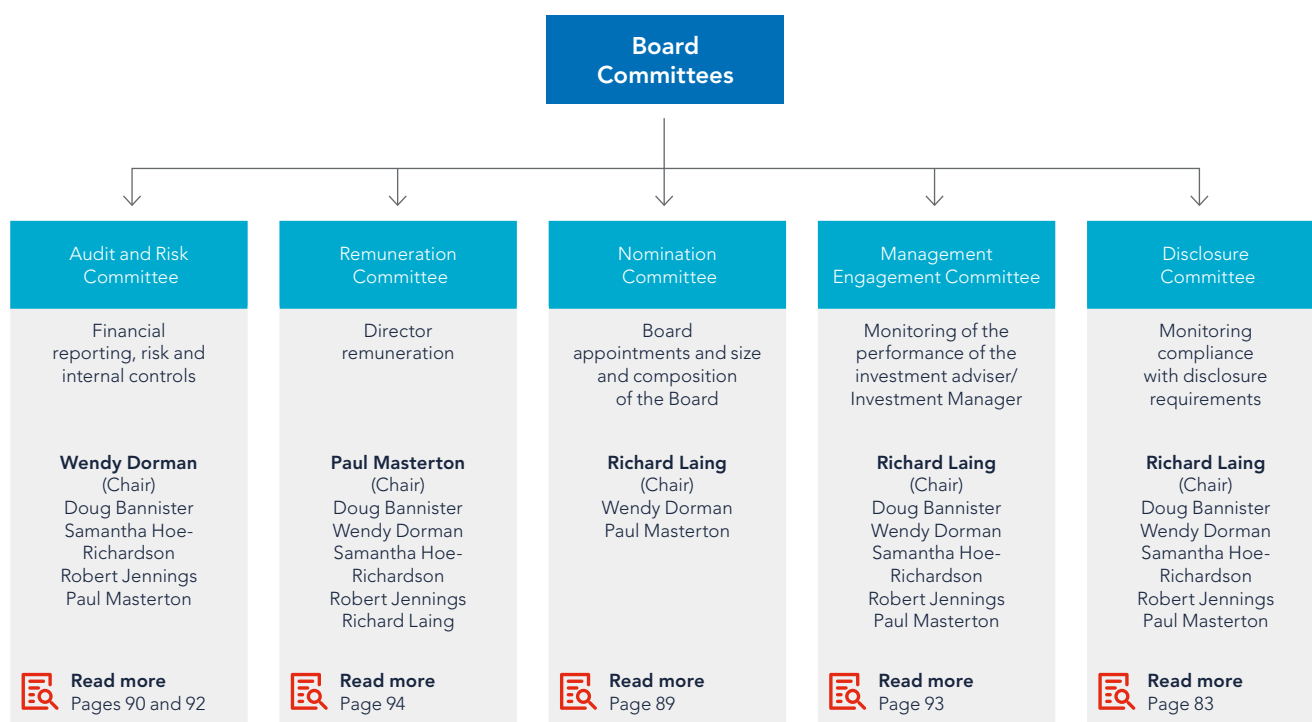 Board
Committees
Audit and Risk
Committee
Financial
reporting, risk and
internal controls
Wendy Dorman
(Chair)
Doug Bannister
Samantha Hoe-
Richardson
Robert Jennings
Paul Masterton
Read more
Pages 90 and 92
Remuneration
Committee
Director
remuneration
Paul Masterton
(Chair)
Doug Bannister
Wendy Dorman
Samantha Hoe-
Richardson
Robert Jennings
Richard Laing
Read more
Page 94
Nomination
Committee
Board
appointments and size
and composition
of the Board
Richard Laing
(Chair)
Wendy Dorman
Paul Masterton
Read more
Page 89
Management
Engagement Committee
Monitoring of the
performance of the
investment adviser/
Investment Manager
Richard Laing
(Chair)
Doug Bannister
Wendy Dorman
Samantha Hoe-
Richardson
Robert Jennings
Paul Masterton
Read more
Page 93
Disclosure
Committee
Monitoring
compliance
with disclosure
requirements
Richard Laing
(Chair)
Doug Bannister
Wendy Dorman
Samantha Hoe-
Richardson
Robert Jennings
Paul Masterton
Read more
Page 83